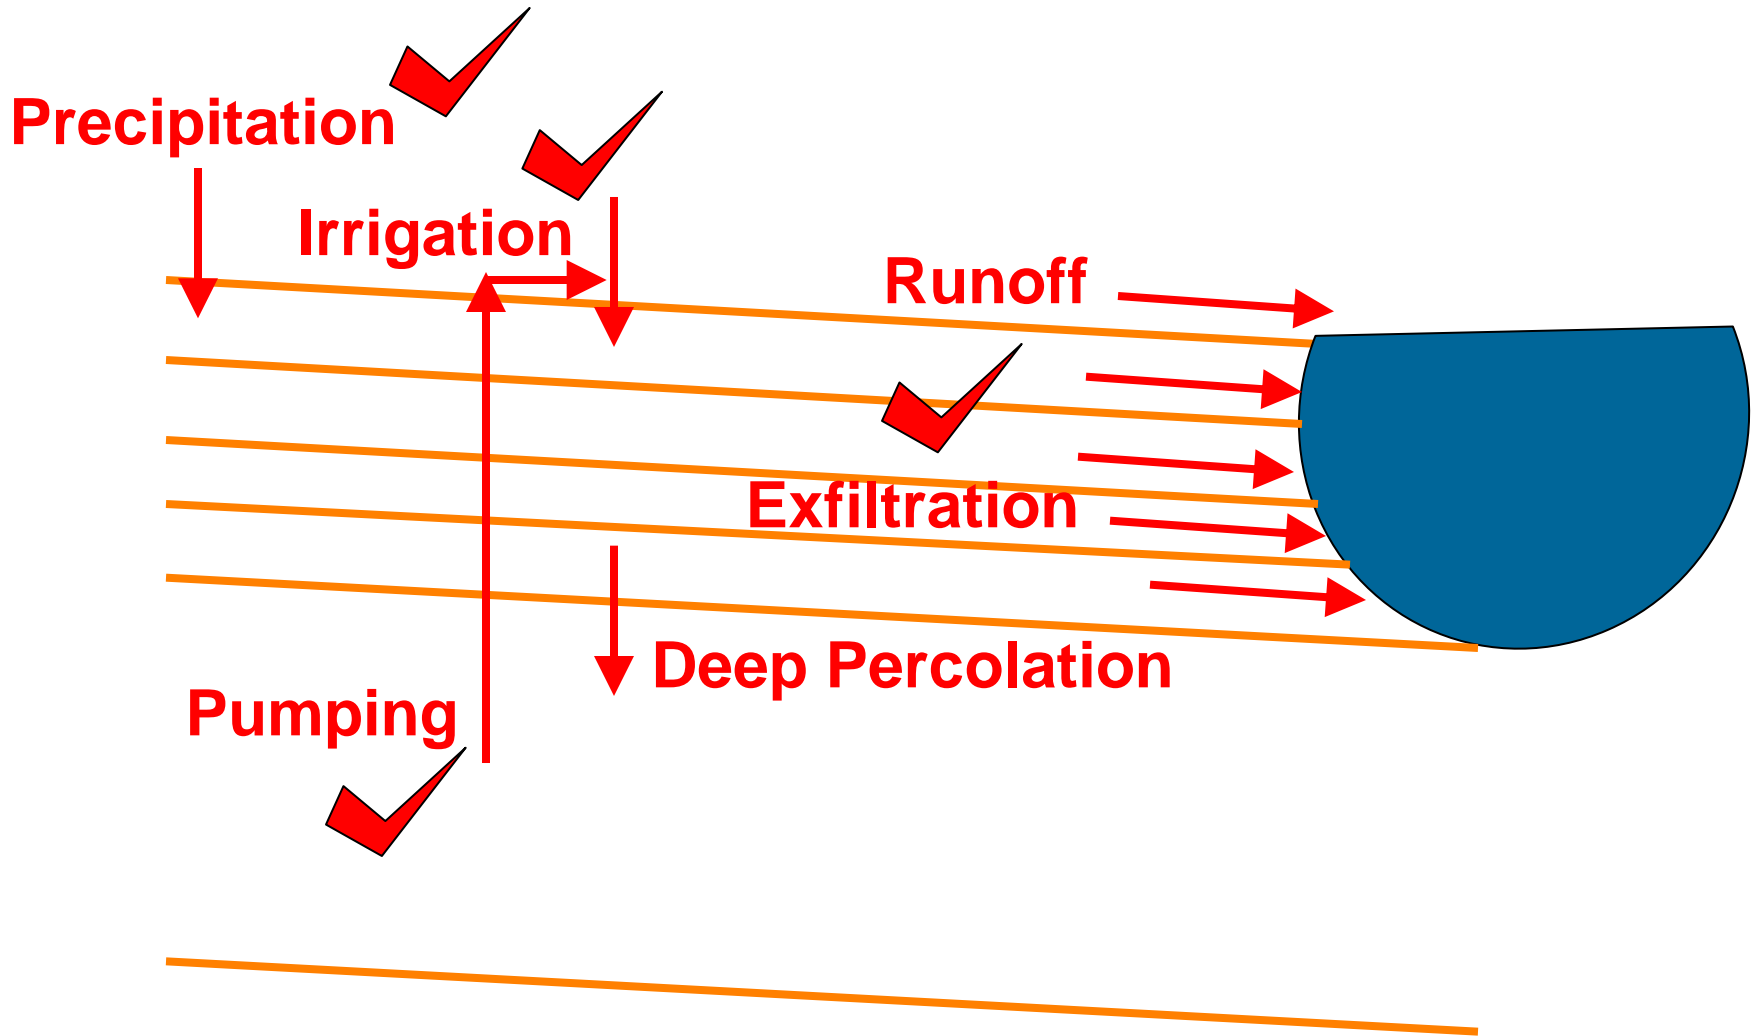 Precipitation
Irrigation
Runoff
Exfiltration
Deep Percolation
Pumping